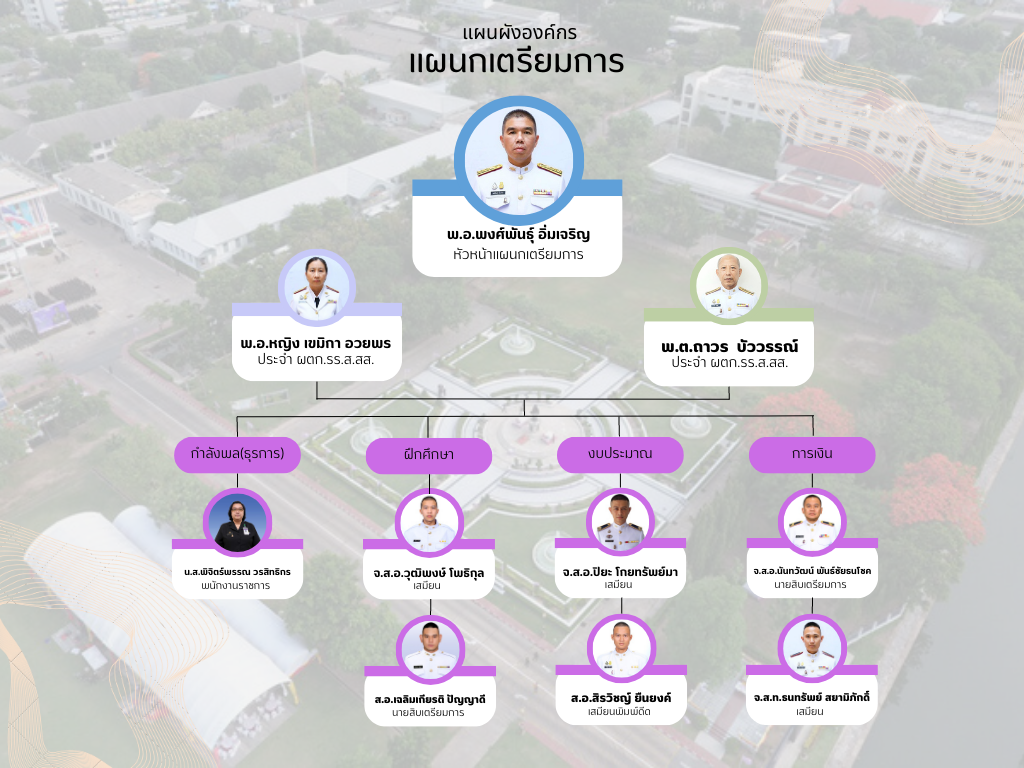 แผนผังองค์กร
แผนกเตรียมการ
พ.อ.พงศ์พันธุ์ อิ่มเจริญ
หัวหน้าแผนกเตรียมการ
พ.อ.หญิง เขมิกา อวยพร
ประจำ ผตก.รร.ส.สส.
พ.ต.ถาวร บัววรรณ์
ประจำ ผตก.รร.ส.สส.
กำลังพล(ธุรการ)
ฝึกศึกษา
งบประมาณ
การเงิน
น.ส.พิจิตร์พรรณ วรสิทธิกร
พนักงานราชการ
จ.ส.อ.วุฒิพงษ์ โพธิกุล
เสมียน
จ.ส.อ.ปิยะ โกยทรัพย์มา
เสมียน
จ.ส.อ.นันทวัฒน์ พันธ์ชัยธนโชค
นายสิบเตรียมการ
ส.อ.เฉลิมเกียรติ ปัญญาดี
นายสิบเตรียมการ
ส.อ.สิรวิชญ์ ยืนยงค์
เสมียนพิมพ์ดีด
จ.ส.ท.ธนทรัพย์ สยามิภักดิ์
เสมียน